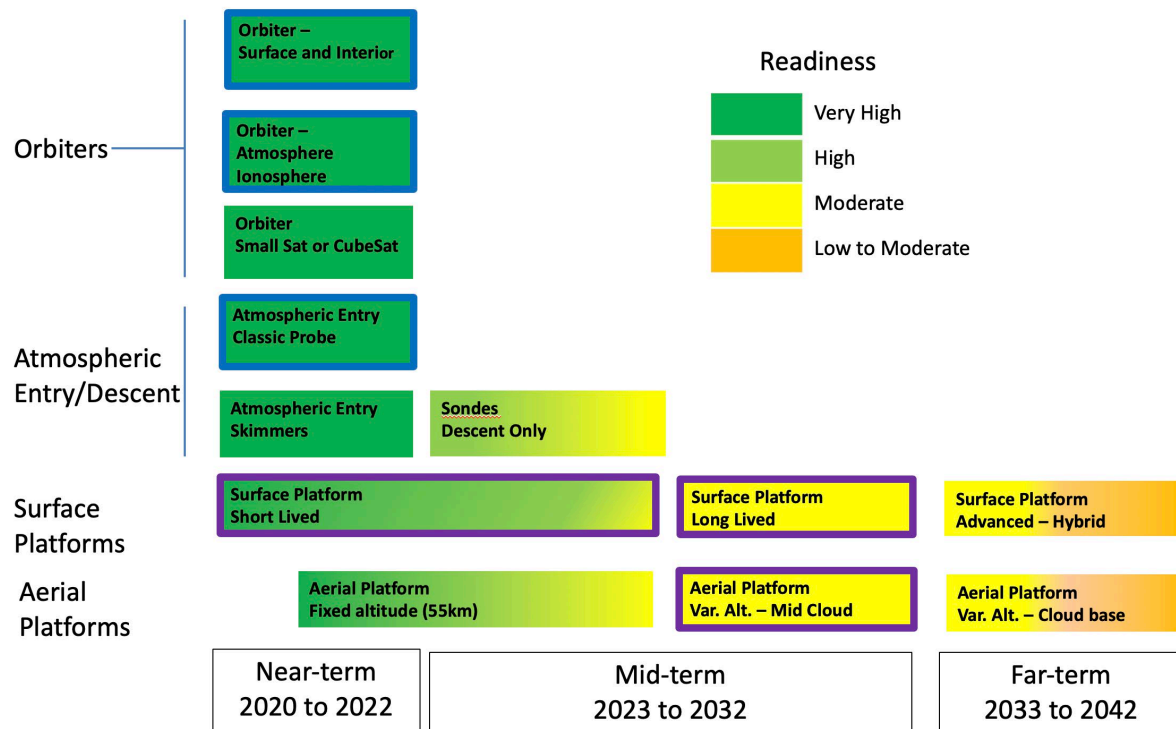 Orbiters
Orbiter –
Surface and Interior
Orbiter –
Atmosphere
Ionosphere
Orbiter
Small Sat or CubeSat
Readiness
Very High
High
Moderate
Low to Moderate
Atmospheric
Entry/Descent
Atmospheric Entry
Classic Probe
Atmospheric Entry
Skimmers
Sondes
Descent Only
Surface
Platforms
Surface Platform
Short Lived
Surface Platform
Long Lived
Surface Platform
Advanced – Hybrid
Aerial
Platforms
Aerial Platform
Fixed altitude (55km)
Aerial Platform
Var. Alt. – Mid Cloud
Aerial Platform
Var. Alt. – Cloud base
Near-term
2020 to 2022
Mid-term
2023 to 2032
Far-term
2033 to 2042